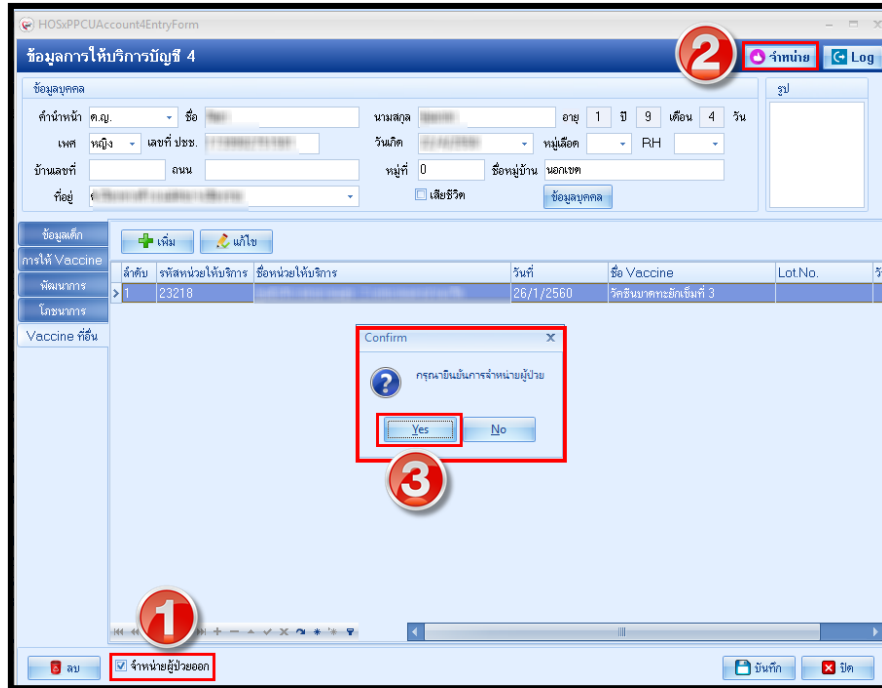 HOSxPPCUAccount4EntryForm
ข้อมูลการให้บริการบัญชี 4
2
จำหน่าย
Log
ข้อมูลบุคคล
รูป
คำนำหน้า ด.ญ. ชื่อ นามสกุล อายุ 1 ปี 9 เดือน 4 วัน
เพศ หญิง เลขที่ ปชช. วันเกิด หมู่เลือด RH
บ้านเลขที่ ถนน หมู่ที่ 0 ชื่อหมู่บ้าน นอกเขต
ที่อยู่ เสียชีวิต ข้อมูลบุคคล
ข้อมูลเด็ก
การให้ Vaccine
พัฒนาการ
โภชนาการ
Vaccine ที่อื่น
เพิ่ม แก้ไข
ลำดับ รหัสหน่วยให้บริการ ชื่อหน่วยให้บริการ วันที่ ชื่อ Vaccine Lot.No. วั
1 23218 26/1/2560 วัคซีนบาดทะยักเข็มที่ 3
Confirm
กรุณายืนยันการจำหน่ายผู้ป่วย
Yes No
3
1
ลบ จำหน่ายผู้ป่วยออก บันทึก ปิด